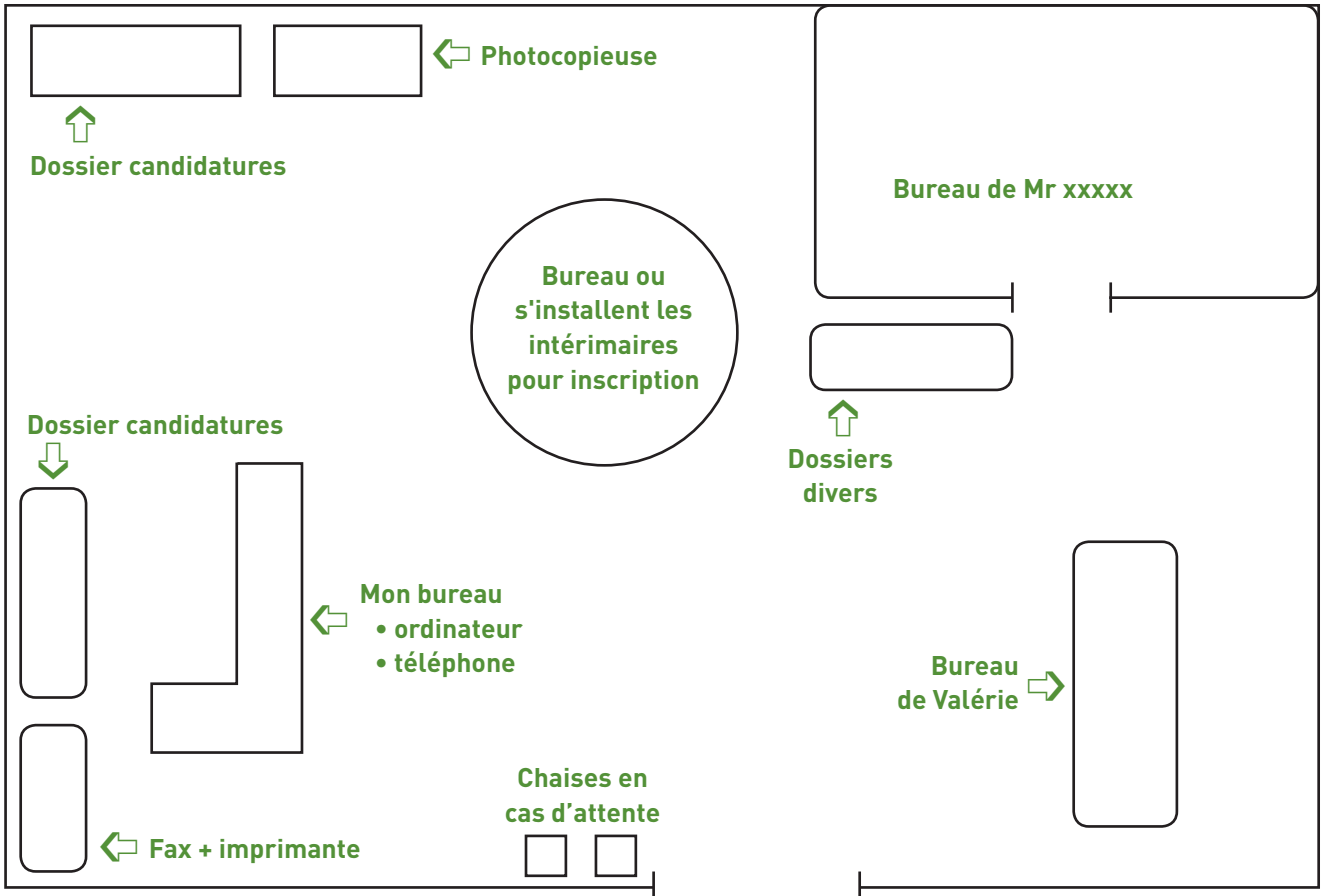 Photocopieuse
Dossier candidatures
Bureau de Mr xxxxx
Bureau ou
s'installent les
intérimaires
pour inscription
Dossiers
divers
Dossier candidatures
Mon bureau
• ordinateur
• téléphone
Bureau
de Valérie
Chaises en
cas d’attente
Fax + imprimante